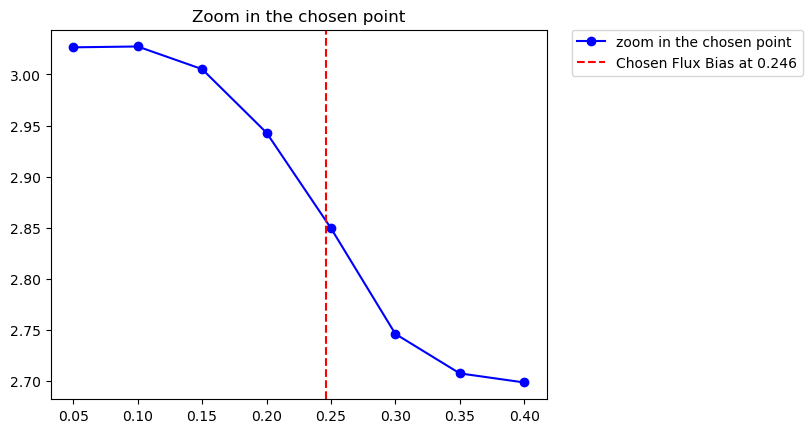 Zoom in the chosen point
zoom in the chosen point
Chosen Flux Bias at 0.246
3.00
2.95
2.90
2.85
2.80
2.75
2.70
0.05 0.10 0.15 0.20 0.25 0.30 0.35 0.40